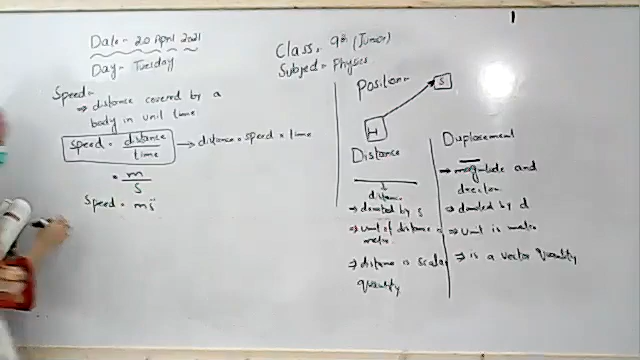 Date- 20 April 2021
Day- Tuesday
Class- 9th (Junior)
Subject= Physics
Speed=
⇒ distance covered by a
body in unit time
speed = distance/time → distance = speed × time
= m/s
Speed =
Position=
S
H
Distance
⇒ denoted by s
⇒ unit of distance is
metre
⇒ distance is scalar
quantity
→ magnitude and
direction
⇒ denoted by d
⇒ unit is metre
⇒ is a vector quantity